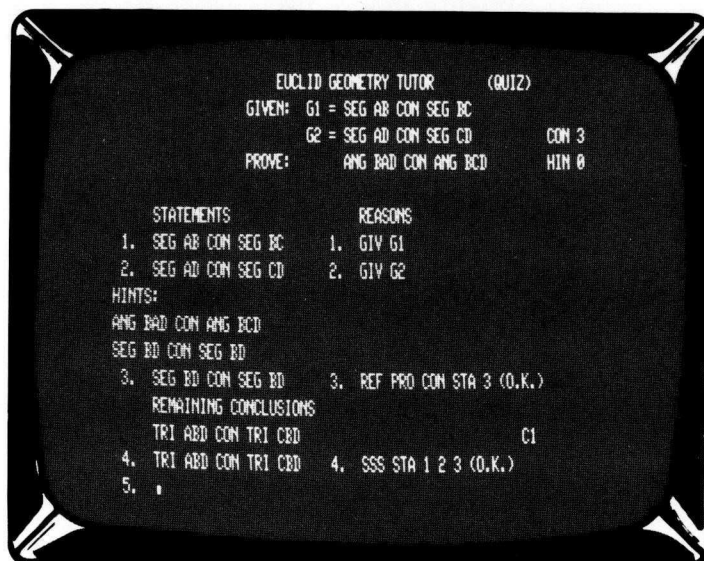 EUCLID GEOMETRY TUTOR (QUIZ)
GIVEN: G1 = SEG AB CON SEG BC
G2 = SEG AD CON SEG CD CON 3
PROVE: ANG BAD CON ANG BCD HIN 0
STATEMENTS REASONS
1. SEG AB CON SEG BC 1. GIV G1
2. SEG AD CON SEG CD 2. GIV G2
HINTS:
ANG BAD CON ANG BCD
SEG BD CON SEG BD
3. SEG BD CON SEG BD 3. REF PRO CON STA 3 (O.K.)
REMAINING CONCLUSIONS
TRI ABD CON TRI CBD C1
4. TRI ABD CON TRI CBD 4. SSS STA 1 2 3 (O.K.)
5.